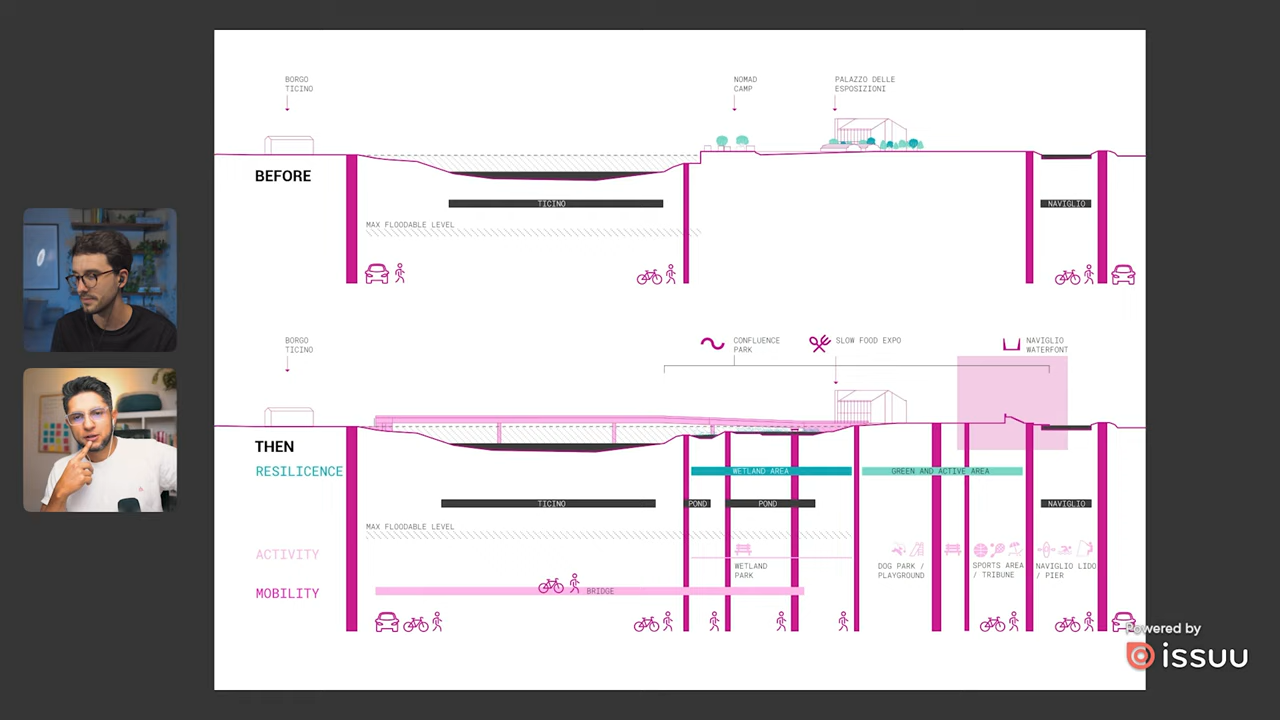 BORGO
TICINO
NOMAD
CAMP
PALAZZO DELLE
ESPOSIZIONI
BEFORE
TICINO
NAVIGLIO
MAX FLOODABLE LEVEL
BORGO
TICINO
CONFLUENCE
PARK
SLOW FOOD EXPO
NAVIGLIO
WATERFONT
THEN
RESILICENCE
WETLAND AREA
GREEN AND ACTIVE AREA
TICINO
POND
POND
NAVIGLIO
MAX FLOODABLE LEVEL
ACTIVITY
WETLAND
PARK
DOG PARK /
PLAYGROUND
SPORTS AREA
/ TRIBUNE
NAVIGLIO LIDO
/ PIER
MOBILITY
BRIDGE
Powered by
issuu